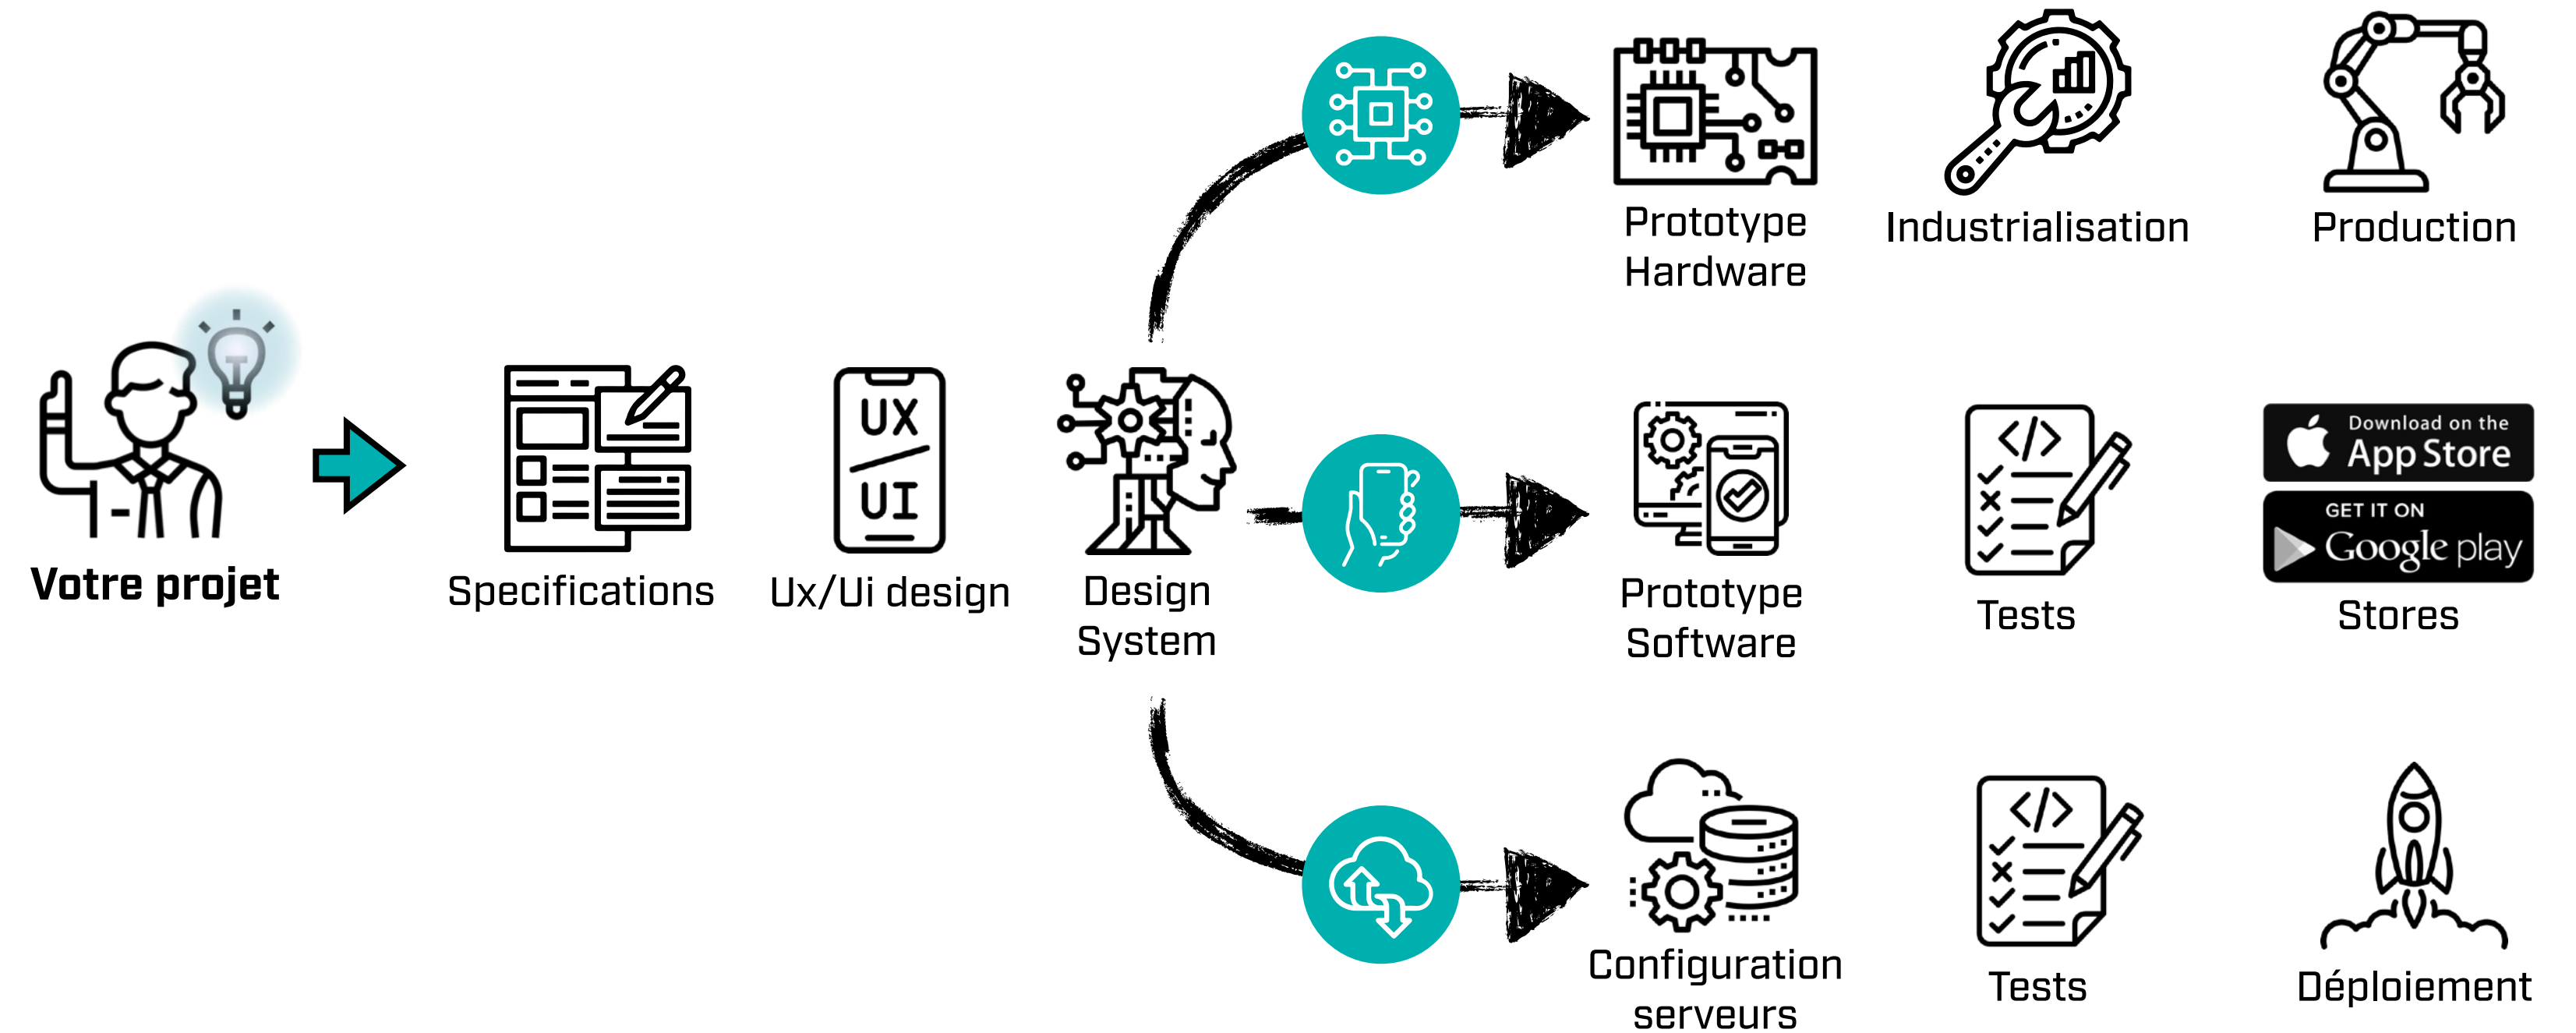 Votre projet
Specifications
UX
UI
Ux/Ui design
Design
System
Prototype
Hardware
Industrialisation
Production
Prototype
Software
Tests
Download on the
App Store
GET IT ON
Google play
Stores
Configuration
serveurs
Tests
Déploiement